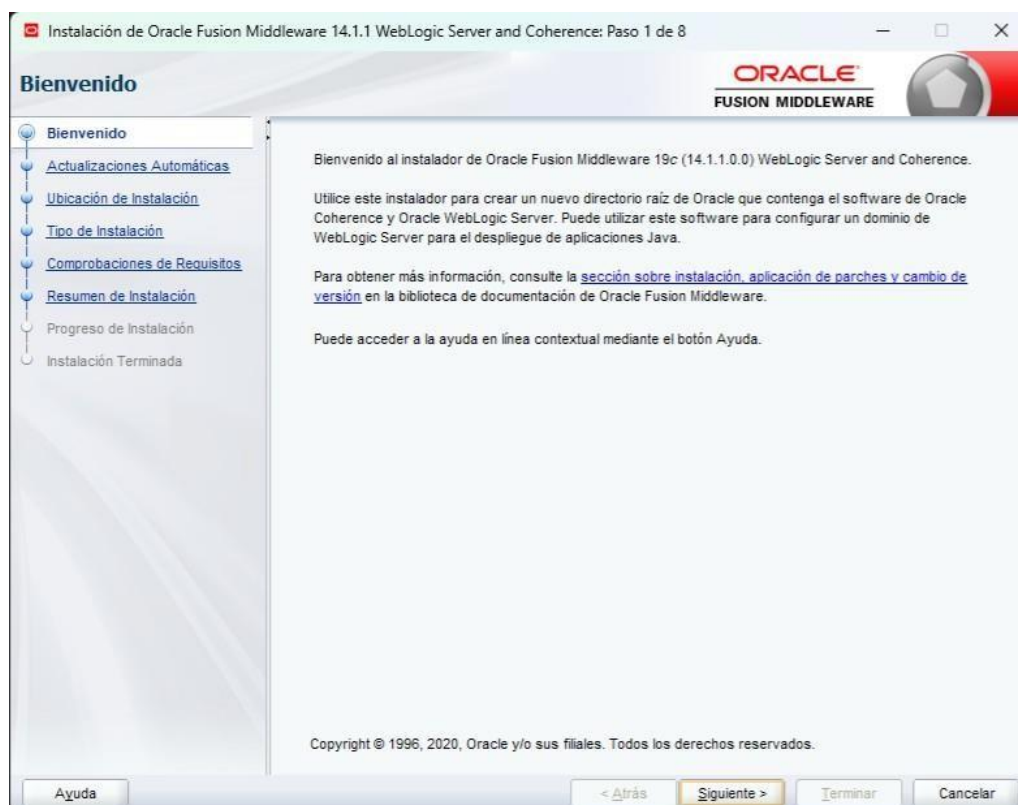 Instalación de Oracle Fusion Middleware 14.1.1 WebLogic Server and Coherence: Paso 1 de 8
Bienvenido
ORACLE
FUSION MIDDLEWARE
Bienvenido
Actualizaciones Automáticas
Ubicación de Instalación
Tipo de Instalación
Comprobaciones de Requisitos
Resumen de Instalación
Progreso de Instalación
Instalación Terminada
Bienvenido al instalador de Oracle Fusion Middleware 19c (14.1.1.0.0) WebLogic Server and Coherence.
Utilice este instalador para crear un nuevo directorio raíz de Oracle que contenga el software de Oracle
Coherence y Oracle WebLogic Server. Puede utilizar este software para configurar un dominio de
WebLogic Server para el despliegue de aplicaciones Java.
Para obtener más información, consulte la sección sobre instalación, aplicación de parches y cambio de
versión en la biblioteca de documentación de Oracle Fusion Middleware.
Puede acceder a la ayuda en línea contextual mediante el botón Ayuda.
Copyright © 1996, 2020, Oracle y/o sus filiales. Todos los derechos reservados.
Ayuda
< Atrás
Siguiente >
Terminar
Cancelar